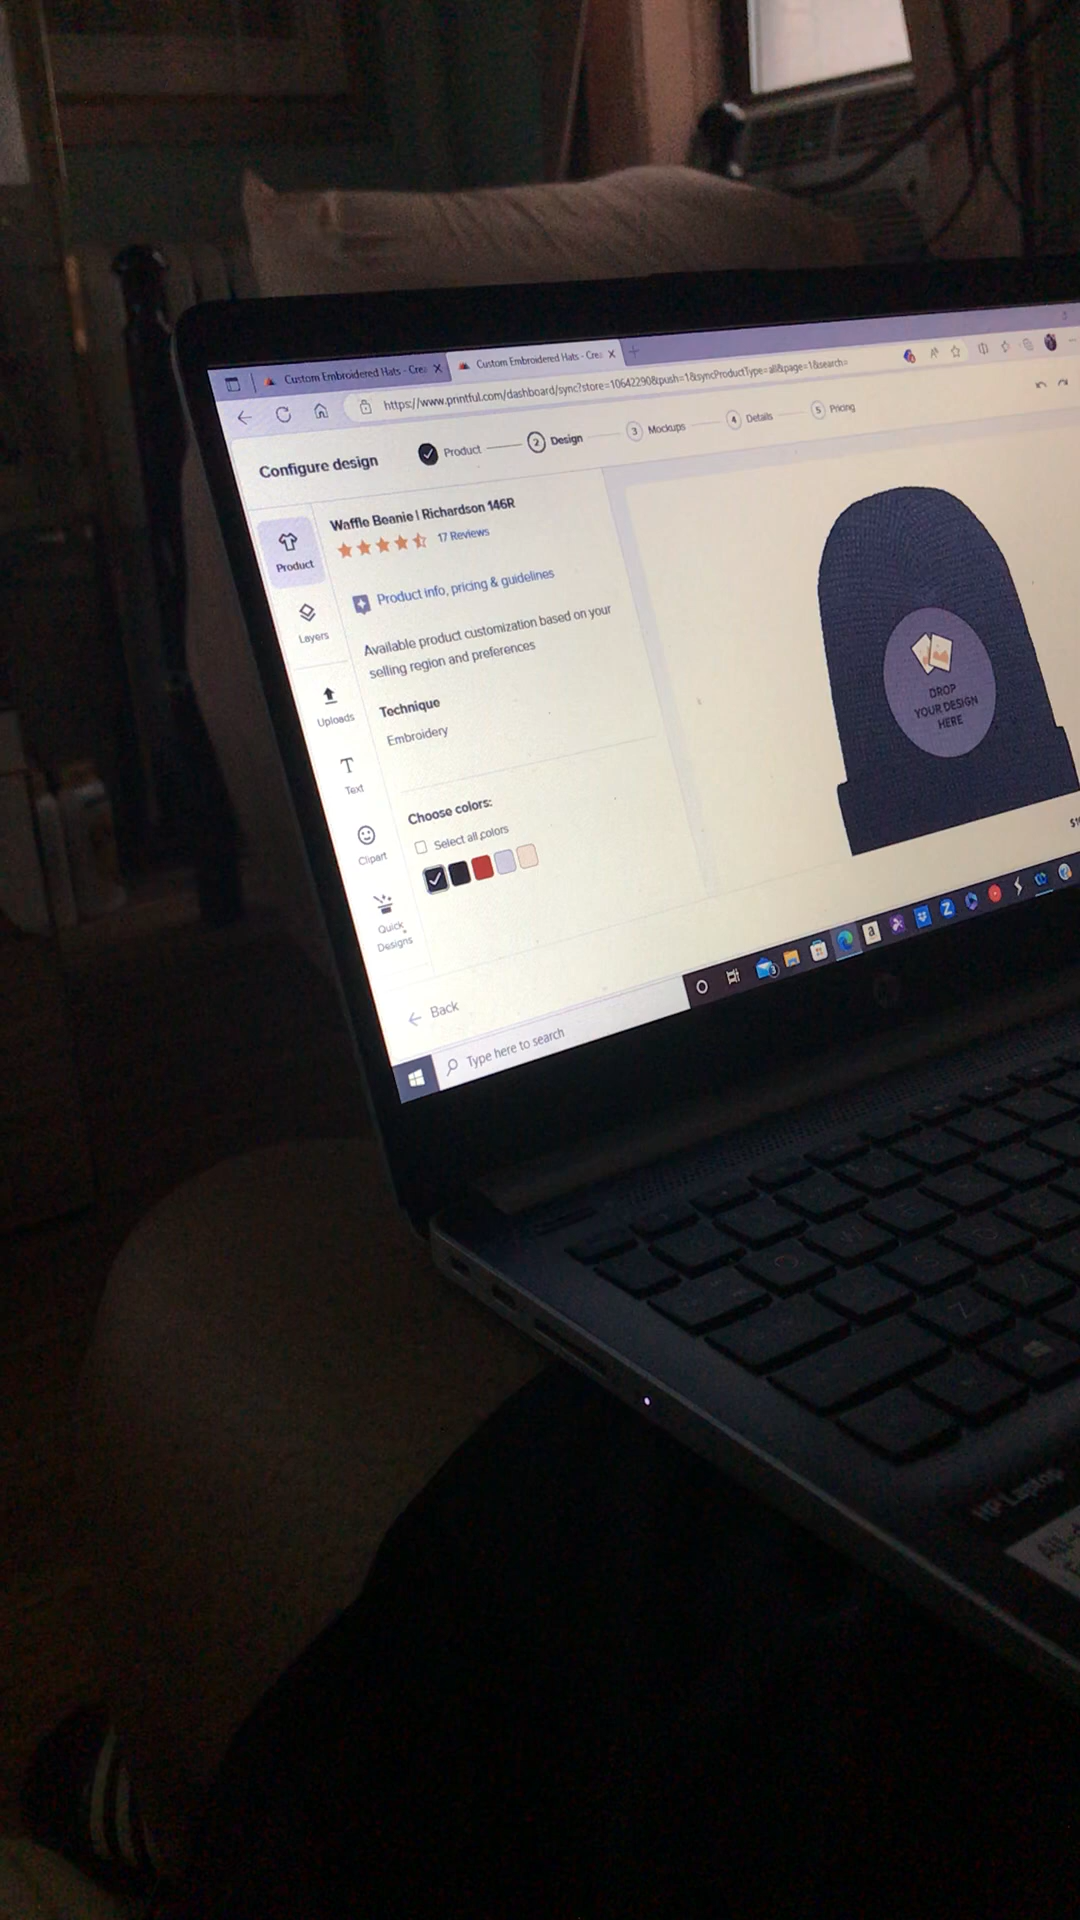 Custom Embroidered Hats - Crea
Custom Embroidered Hats - Crea
https://www.printful.com/dashboard/sync?store=10642290&push=1&syncProductType=all&page=1&search=
Configure design
Product
2 Design
3 Mockups
4 Details
5 Pricing
Product
Layers
Uploads
Text
Clipart
Quick
Designs
Waffle Beanie | Richardson 146R
17 Reviews
Product info, pricing & guidelines
Available product customization based on your
selling region and preferences
Technique
Embroidery
Choose colors:
Select all colors
DROP
YOUR DESIGN
HERE
Back
Type here to search
HP Laptop